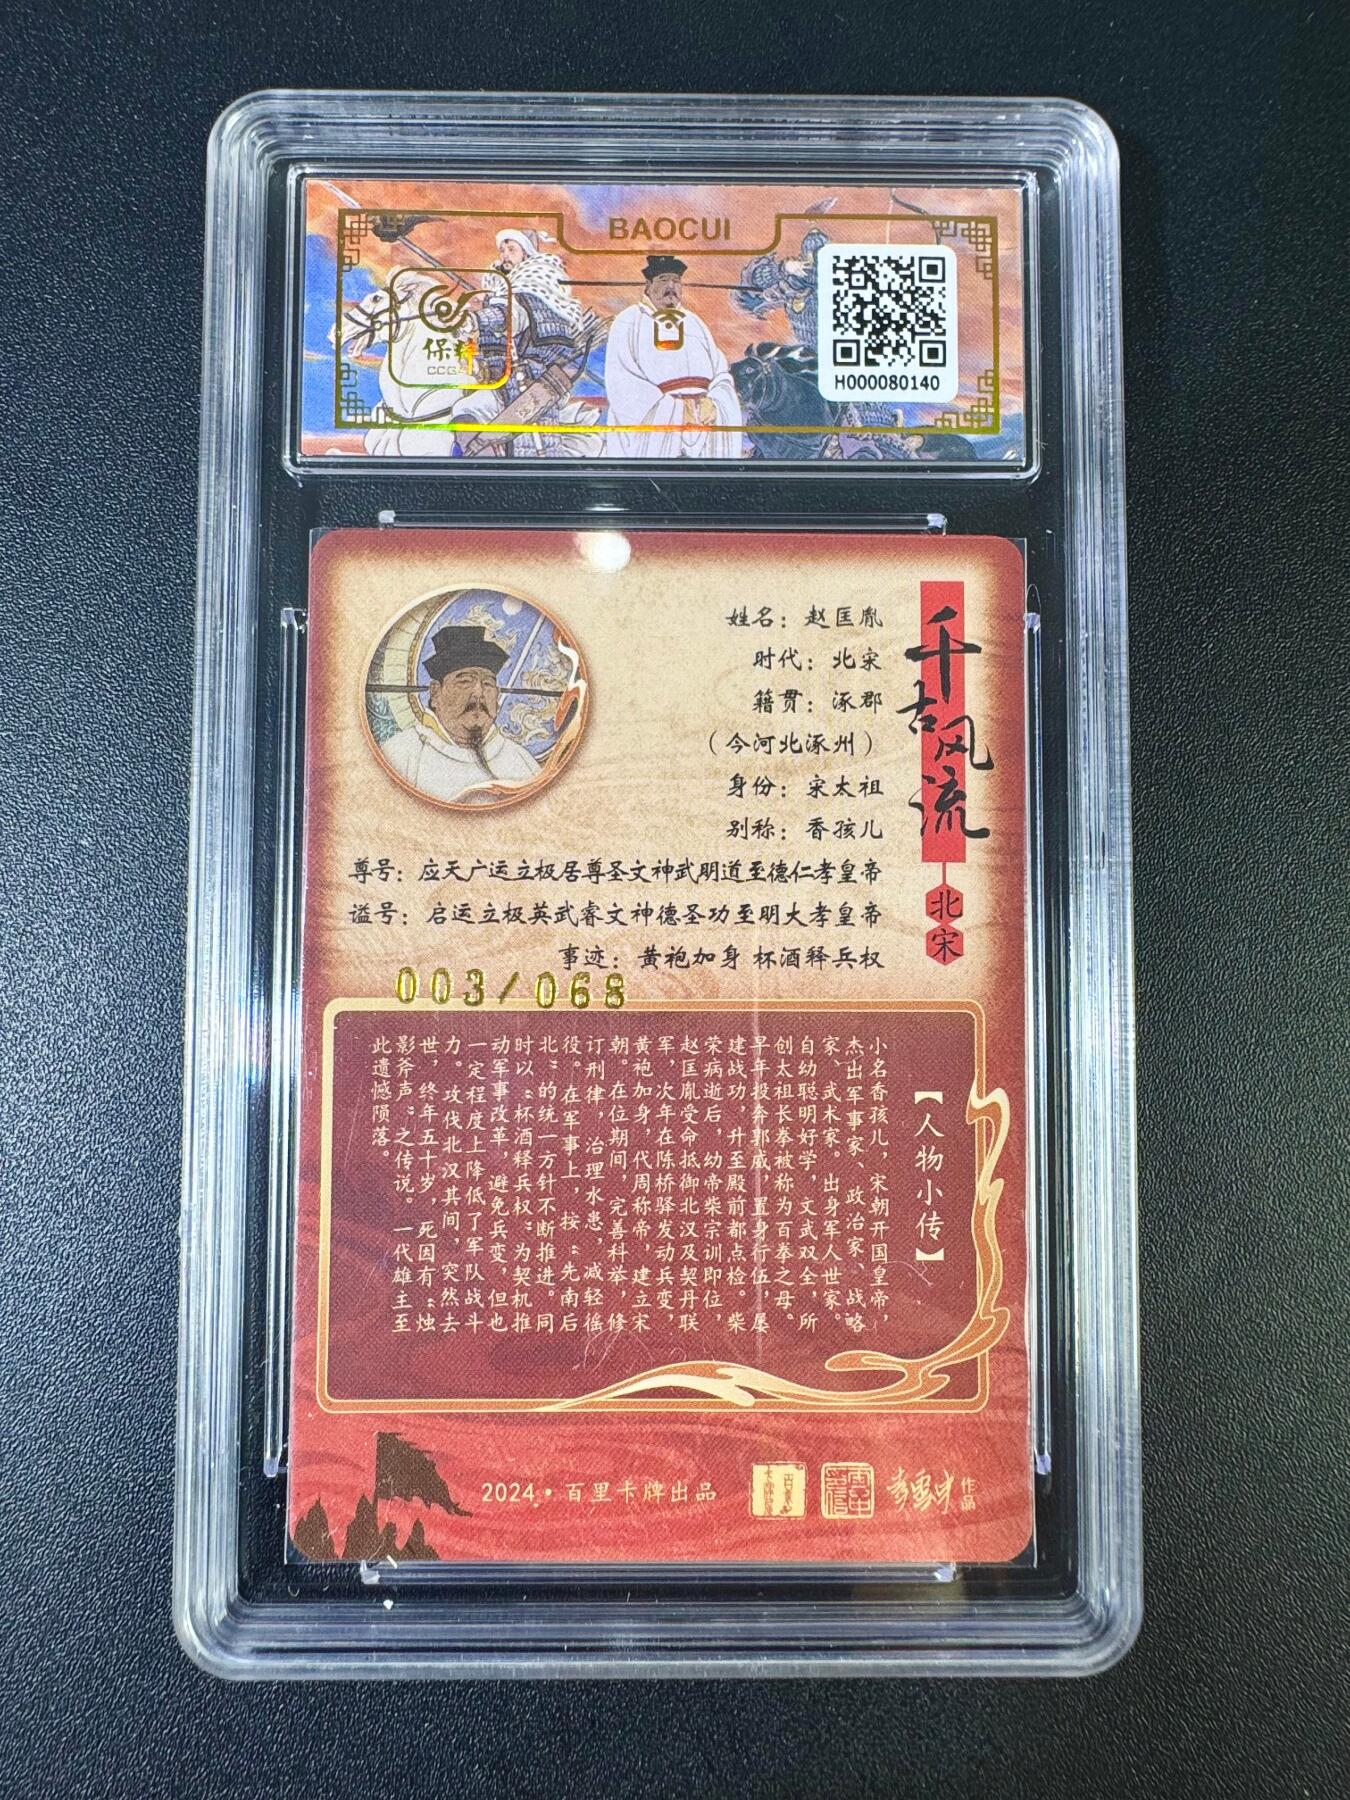 BAOCUI
保粹
CCG
H000080140
千古风流
北宋
姓名：赵匡胤
时代：北宋
籍贯：涿郡
（今河北涿州）
身份：宋太祖
别称：香孩儿
尊号：应天广运立极居尊圣文神武明道至德仁孝皇帝
谥号：启运立极英武睿文神德圣功至明大孝皇帝
事迹：黄袍加身 杯酒释兵权
003/068
【人物小传】
小名香孩儿，宋朝开国皇帝，
杰出军事家、政治家、战略
家、武术家。出身军人世家。
自幼聪明好学，文武双全，所
创太祖长拳被称为百拳之母。
早年投奔郭威，置身行伍，屡
建战功，升至殿前都点检。柴
荣病逝后，幼帝柴宗训即位，
赵匡胤受命抵御北汉及契丹联
军，次年在陈桥驿发动兵变，
黄袍加身，代周称帝，建立宋
朝。在位期间，完善科举，修
订刑律，治理水患，减轻徭
役。在军事上，按“先南后
北”的统一方针不断推进。同
时以“杯酒释兵权”为契机推
动军事改革，避免兵变，但也
一定程度上降低了军队战斗
力。攻伐北汉其间，突然去
世，终年五十岁，死因有“烛
影斧声”之传说。一代雄主至
此遗憾陨落。
2024·百里卡牌出品
作品